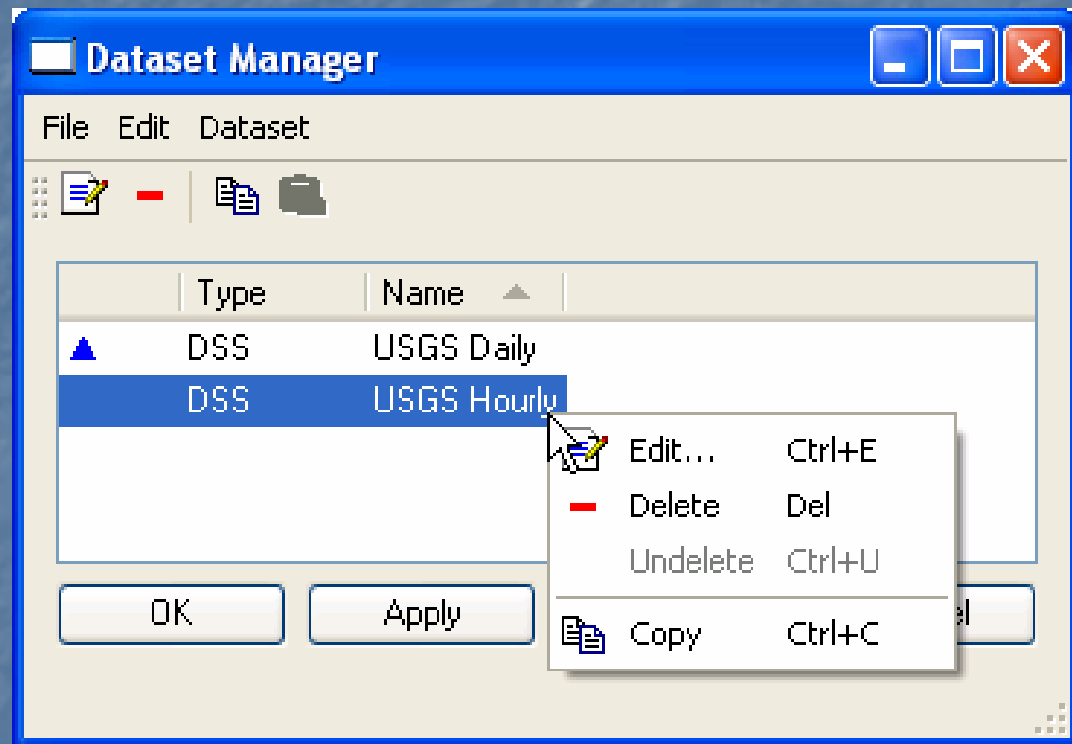 Dataset Manager
File Edit Dataset
Type Name
DSS USGS Daily
DSS USGS Hourly
Edit... Ctrl+E
Delete Del
Undelete Ctrl+U
Copy Ctrl+C
OK Apply